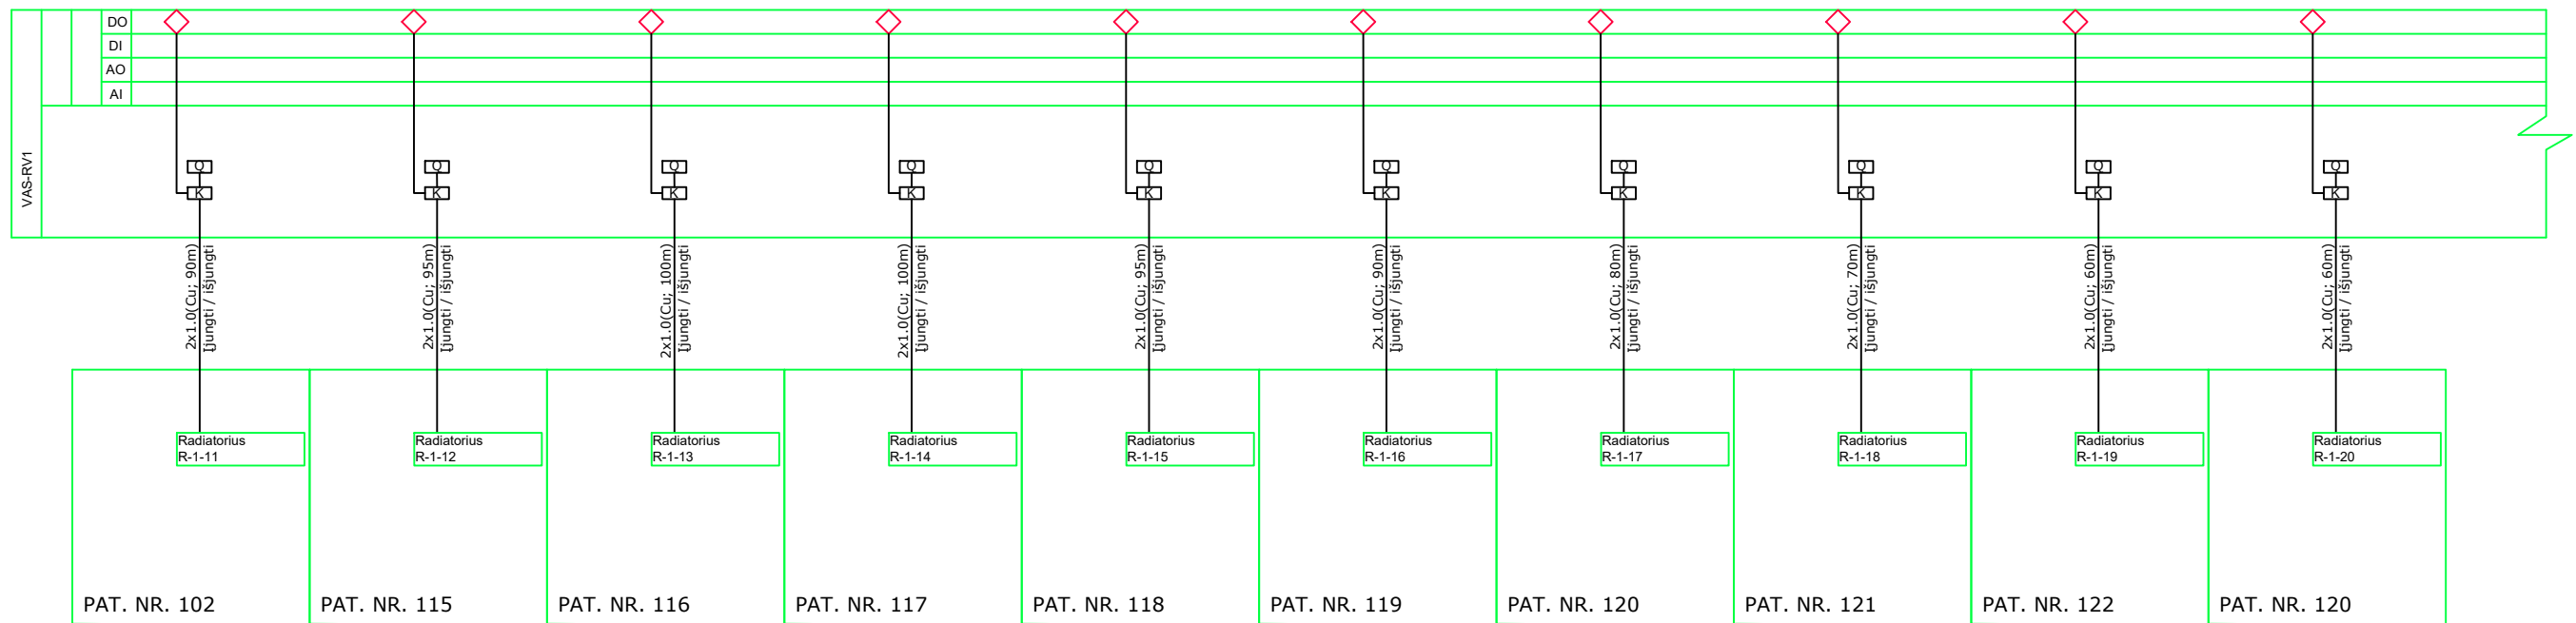 DO
DI
AO
AI
VAS-RV1
Q
K
2x1.0(Cu; 90m)
Įjungti / išjungti
Q
K
2x1.0(Cu; 95m)
Įjungti / išjungti
Q
K
2x1.0(Cu; 100m)
Įjungti / išjungti
Q
K
2x1.0(Cu; 100m)
Įjungti / išjungti
Q
K
2x1.0(Cu; 95m)
Įjungti / išjungti
Q
K
2x1.0(Cu; 90m)
Įjungti / išjungti
Q
K
2x1.0(Cu; 80m)
Įjungti / išjungti
Q
K
2x1.0(Cu; 70m)
Įjungti / išjungti
Q
K
2x1.0(Cu; 60m)
Įjungti / išjungti
Q
K
2x1.0(Cu; 60m)
Įjungti / išjungti
Radiatorius
R-1-11
PAT. NR. 102
Radiatorius
R-1-12
PAT. NR. 115
Radiatorius
R-1-13
PAT. NR. 116
Radiatorius
R-1-14
PAT. NR. 117
Radiatorius
R-1-15
PAT. NR. 118
Radiatorius
R-1-16
PAT. NR. 119
Radiatorius
R-1-17
PAT. NR. 120
Radiatorius
R-1-18
PAT. NR. 121
Radiatorius
R-1-19
PAT. NR. 122
Radiatorius
R-1-20
PAT. NR. 120